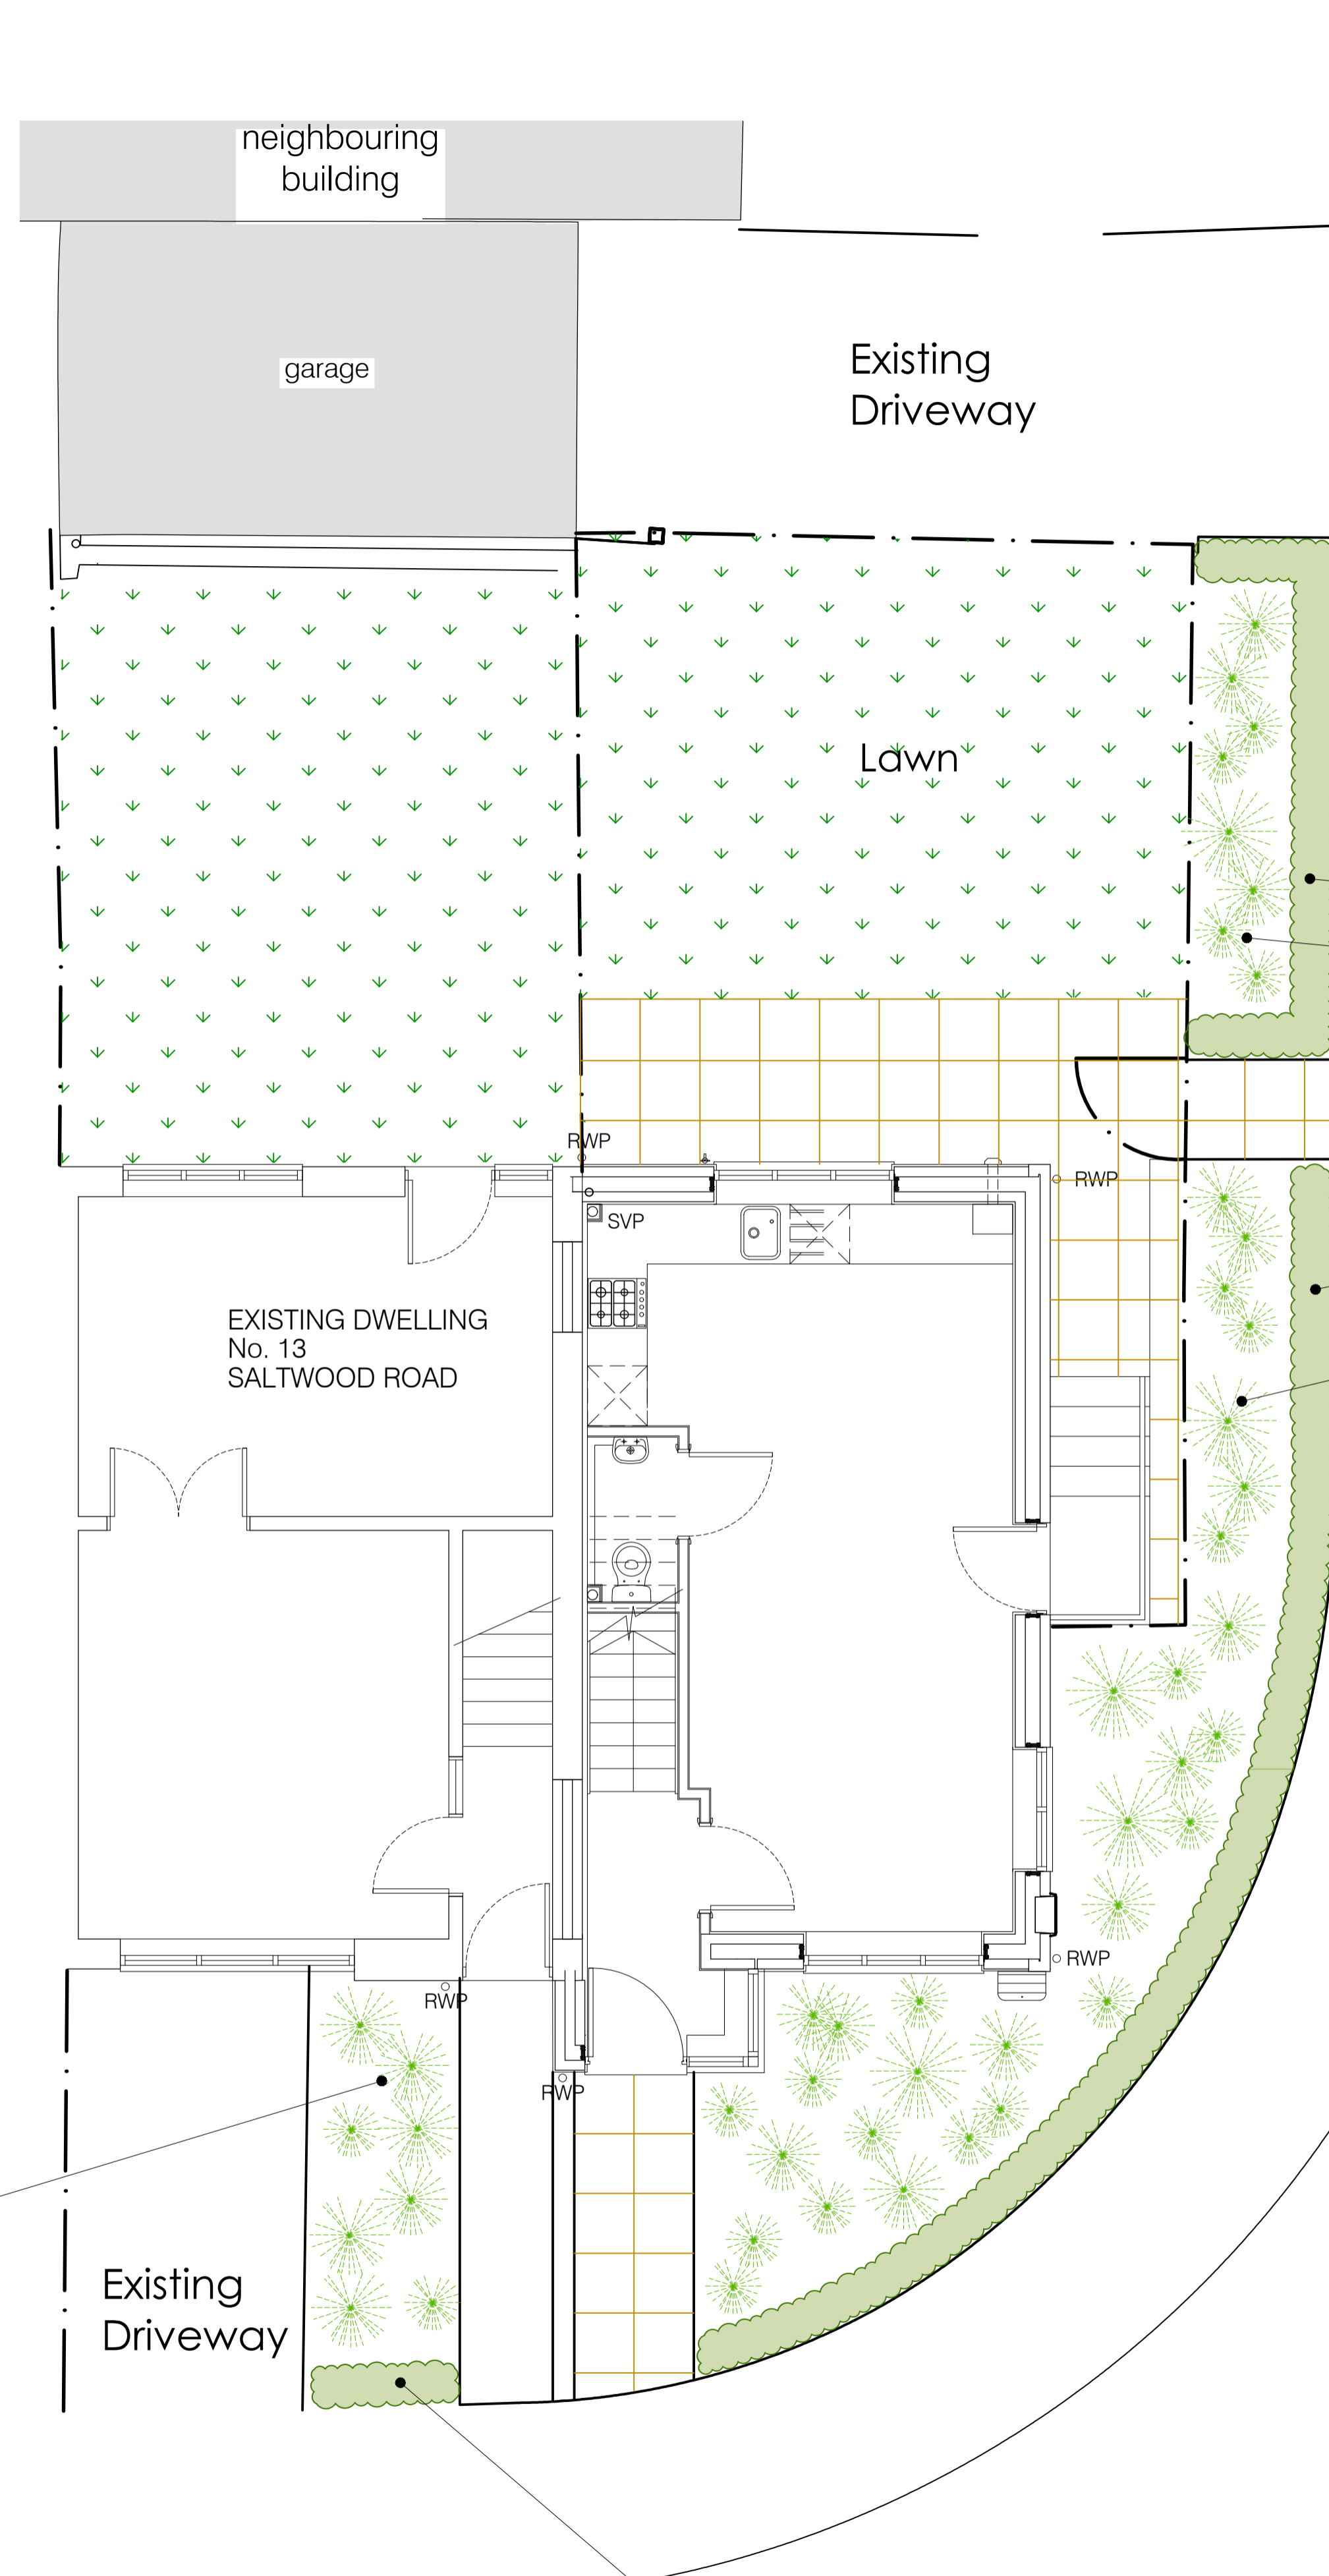 neighbouring
building
garage
Existing
Driveway
Lawn
RWP
RWP
SVP
EXISTING DWELLING
No. 13
SALTWOOD ROAD
RWP
RWP
RWP
Existing
Driveway